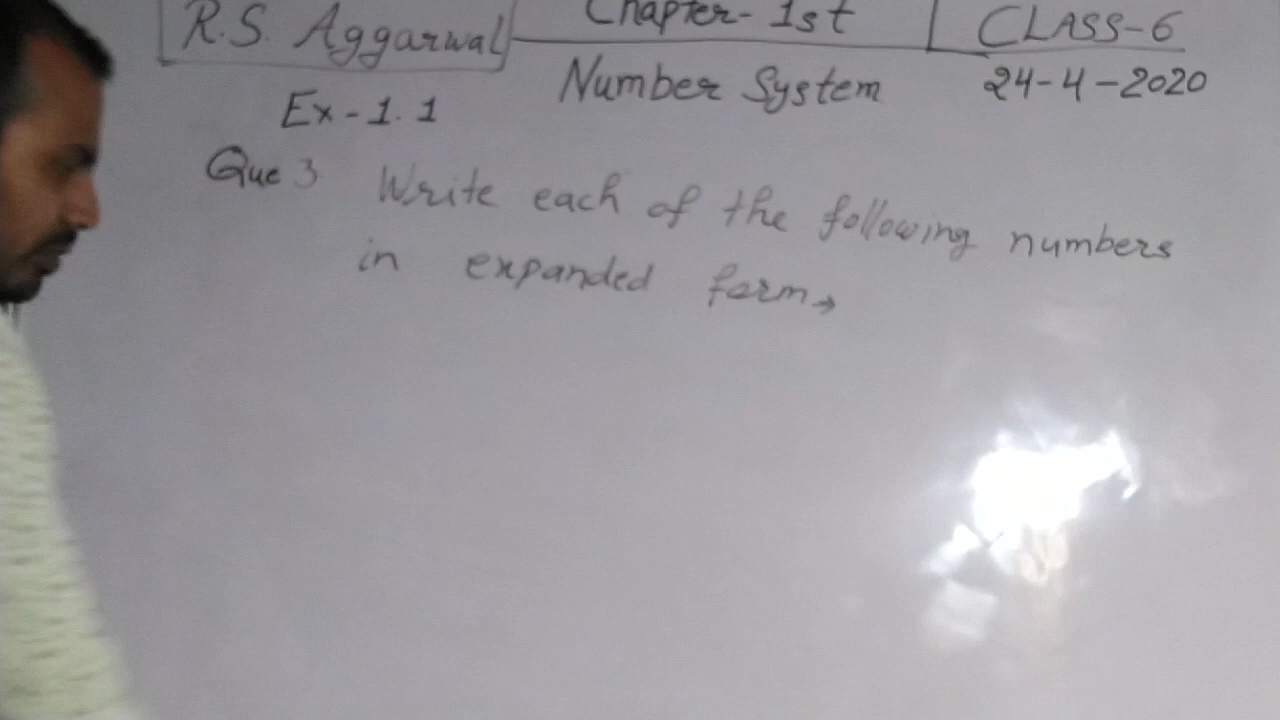 R.S. Aggarwal
Chapter- 1st
CLASS-6
Number System
24-4-2020
Ex-1.1
Que 3 Write each of the following numbers
in expanded form→